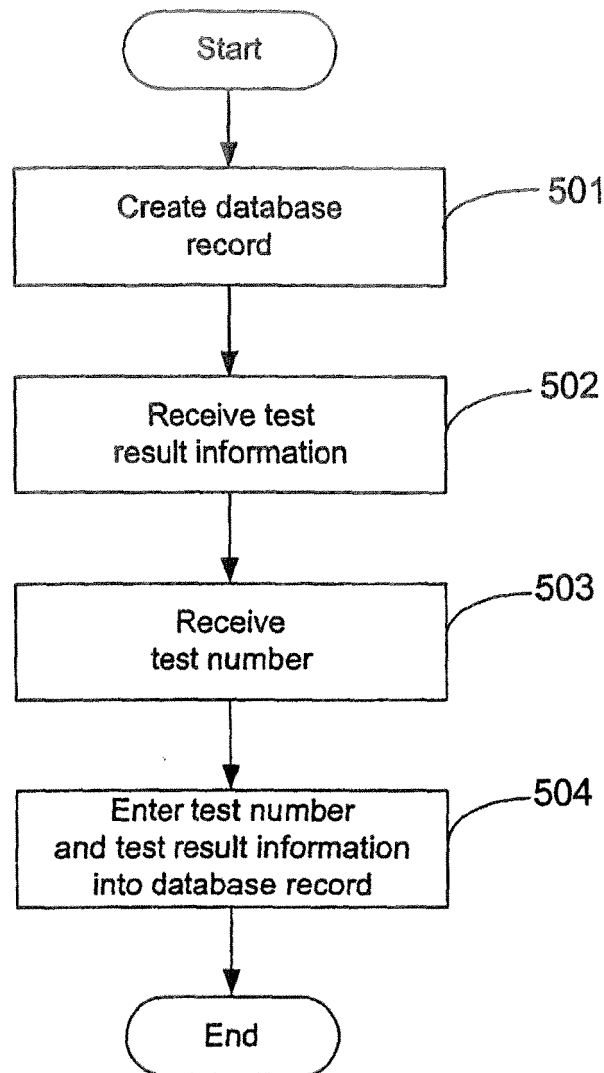 Start
Create database
record
501
Receive test
result information
502
Receive
test number
503
Enter test number
and test result information
into database record
504
End